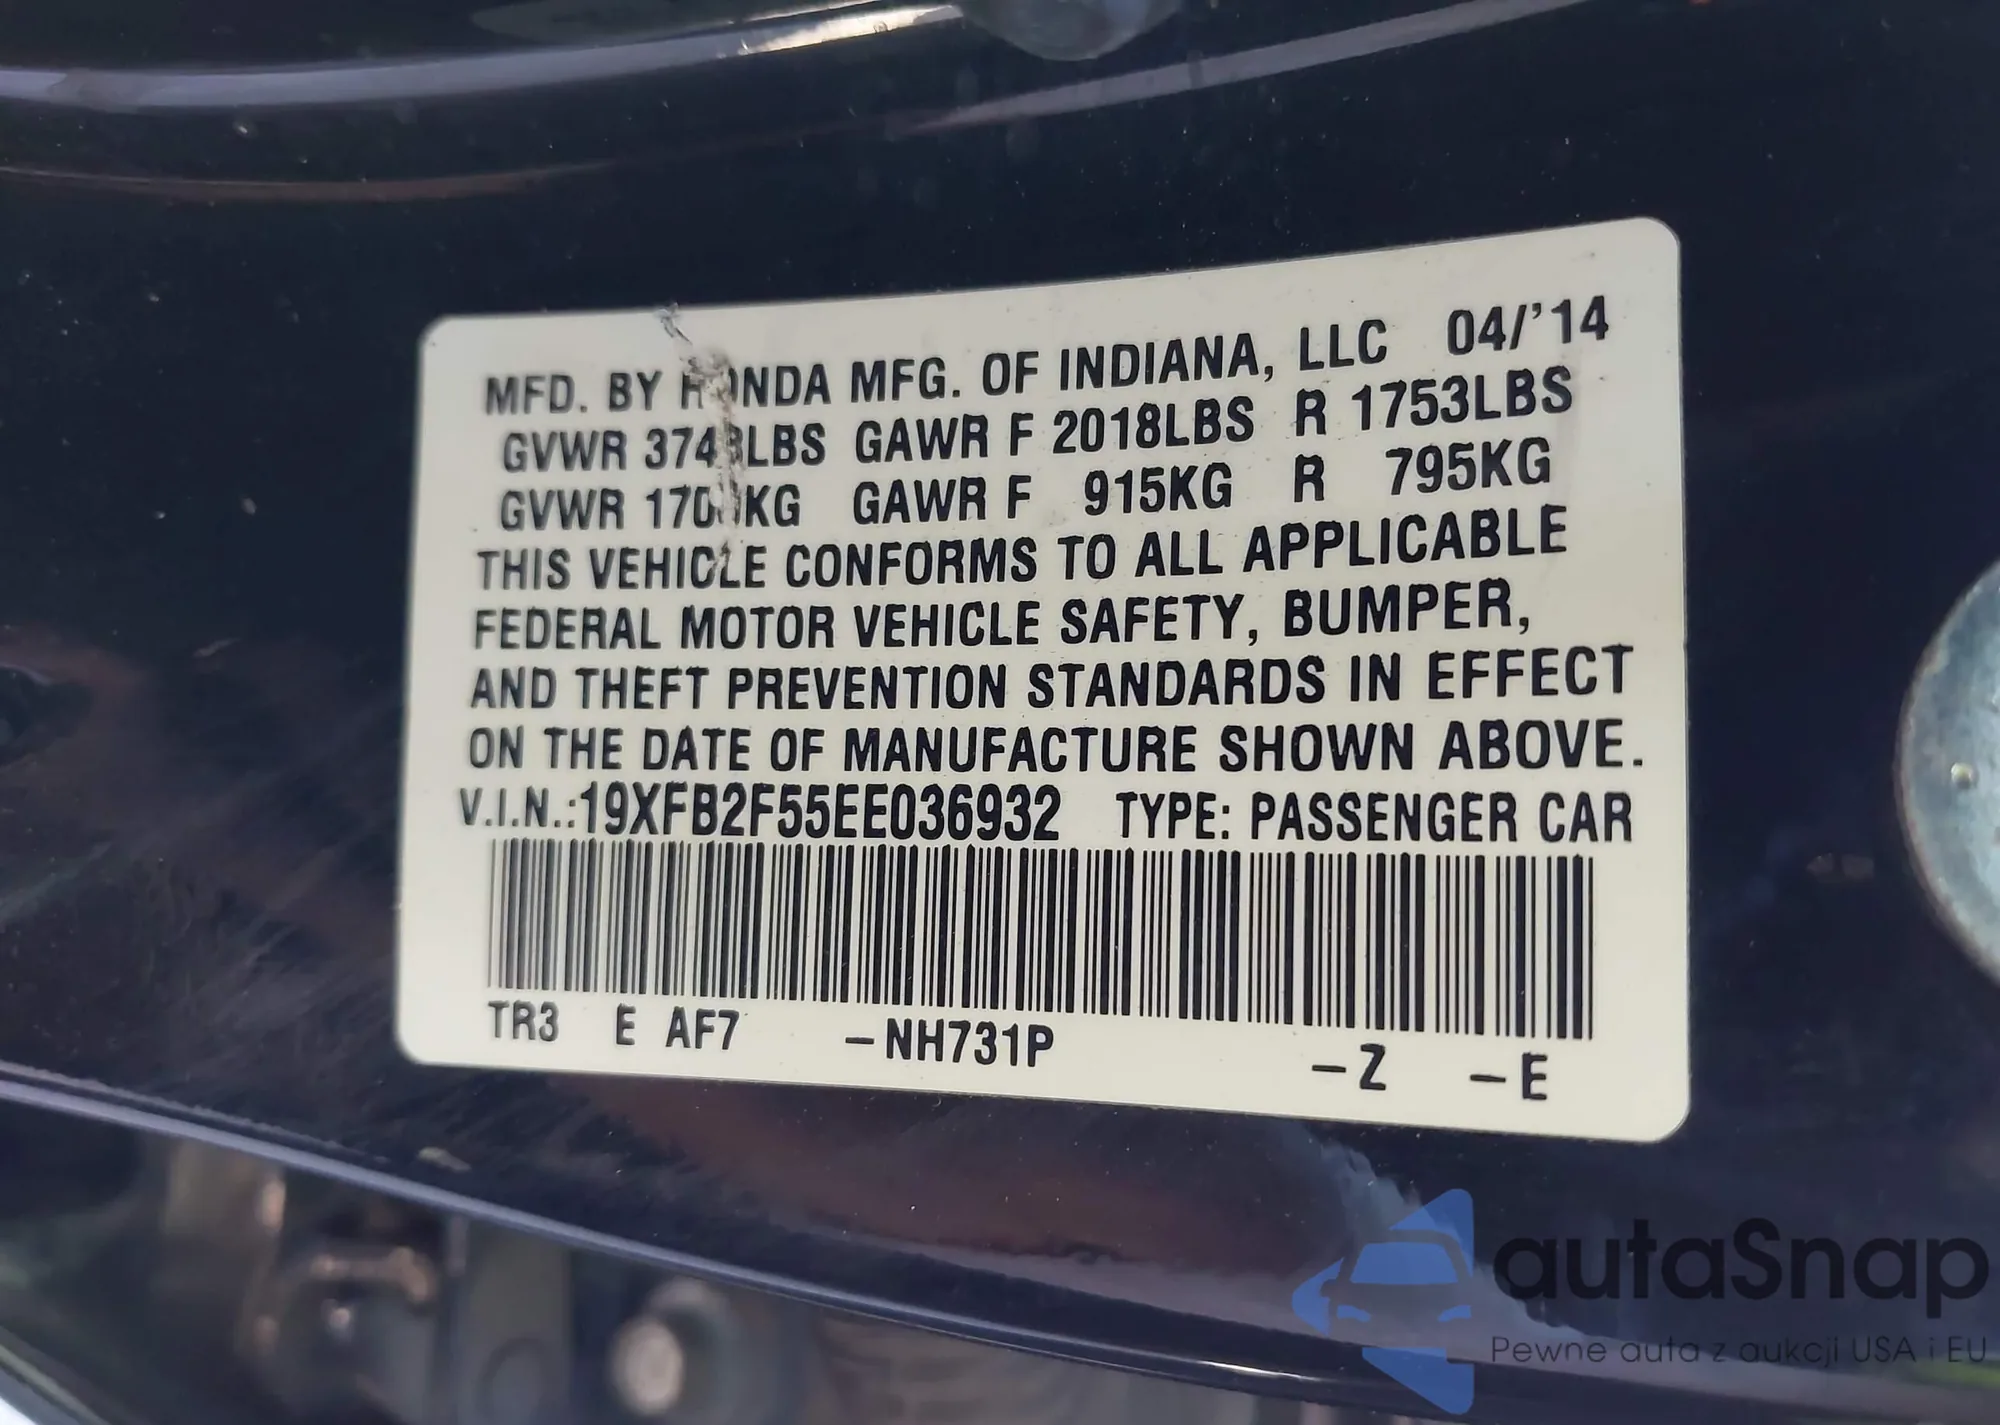 MFD. BY HONDA MFG. OF INDIANA, LLC 04/'14
GVWR 3748LBS GAWR F 2018LBS R 1753LBS
GVWR GAWR F 915KG R 795KG
THIS VEHICLE CONFORMS TO ALL APPLICABLE
FEDERAL MOTOR VEHICLE SAFETY, BUMPER,
AND THEFT PREVENTION STANDARDS IN EFFECT
ON THE DATE OF MANUFACTURE SHOWN ABOVE.
V.I.N.:19XFB2F55EE036932 TYPE: PASSENGER CAR
TR3 E AF7 –NH731P –Z –E
autaSnap
Pewne auta z aukcji USA i EU